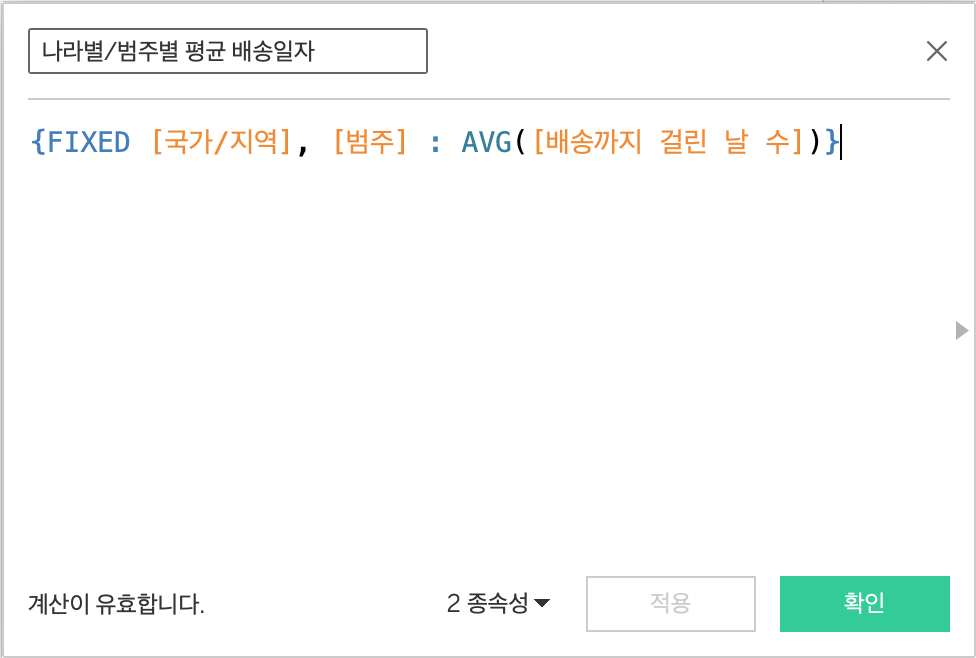 나라별/범주별 평균 배송일자
{FIXED [국가/지역], [범주] : AVG([배송까지 걸린 날 수])}
계산이 유효합니다. 2 종속성 적용 확인